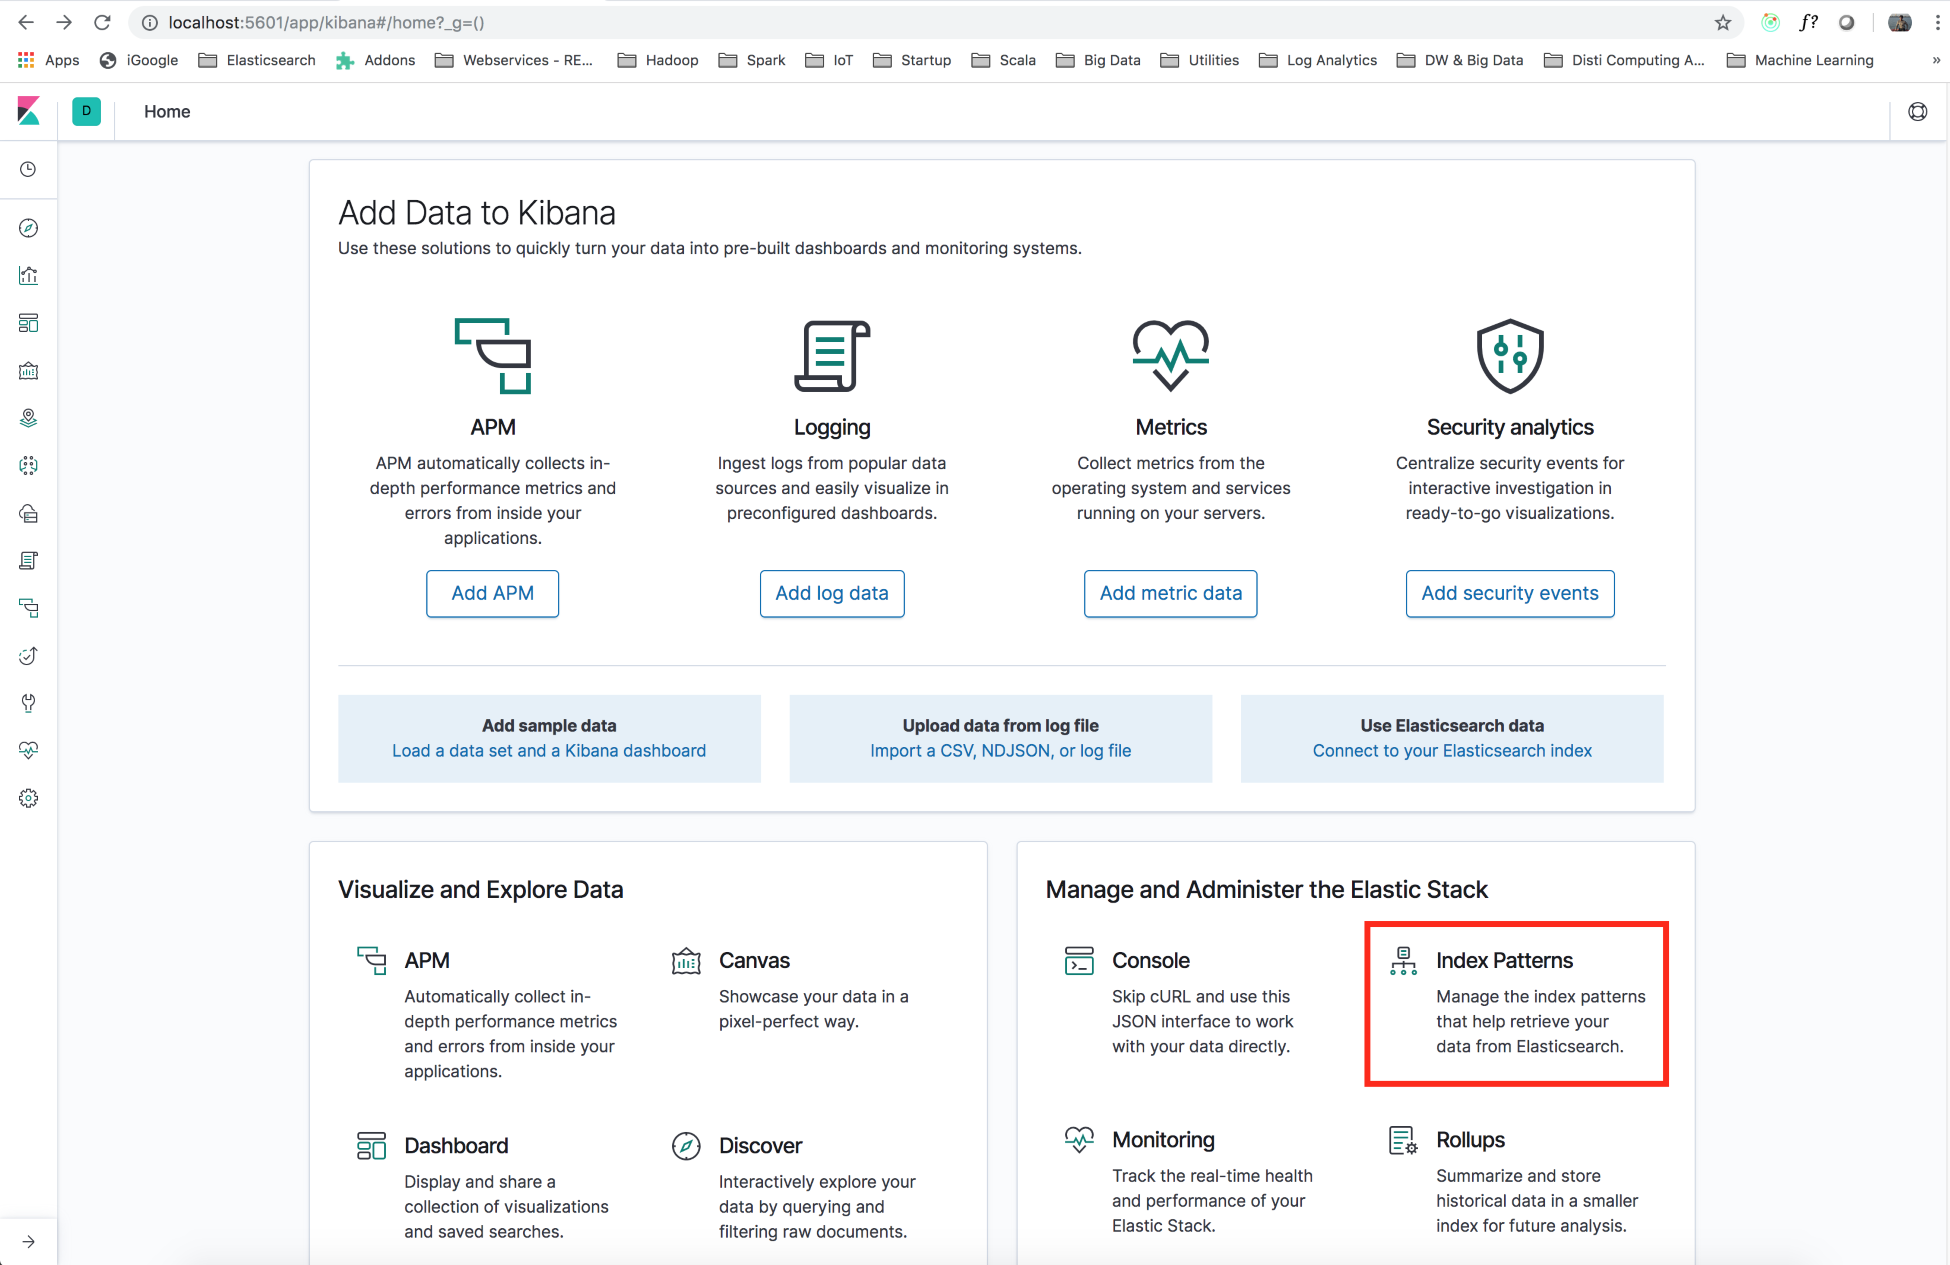 localhost:5601/app/kibana#/home?_g=()
f?
Apps iGoogle Elasticsearch Addons Webservices - RE... Hadoop Spark IoT Startup Scala Big Data Utilities Log Analytics DW & Big Data Disti Computing A... Machine Learning »
D Home
Add Data to Kibana
Use these solutions to quickly turn your data into pre-built dashboards and monitoring systems.
APM
APM automatically collects in-
depth performance metrics and
errors from inside your
applications.
Add APM
Logging
Ingest logs from popular data
sources and easily visualize in
preconfigured dashboards.
Add log data
Metrics
Collect metrics from the
operating system and services
running on your servers.
Add metric data
Security analytics
Centralize security events for
interactive investigation in
ready-to-go visualizations.
Add security events
Add sample data
Load a data set and a Kibana dashboard
Upload data from log file
Import a CSV, NDJSON, or log file
Use Elasticsearch data
Connect to your Elasticsearch index
Visualize and Explore Data
APM
Automatically collect in-
depth performance metrics
and errors from inside your
applications.
Canvas
Showcase your data in a
pixel-perfect way.
Dashboard
Display and share a
collection of visualizations
and saved searches.
Discover
Interactively explore your
data by querying and
filtering raw documents.
Manage and Administer the Elastic Stack
Console
Skip cURL and use this
JSON interface to work
with your data directly.
Index Patterns
Manage the index patterns
that help retrieve your
data from Elasticsearch.
Monitoring
Track the real-time health
and performance of your
Elastic Stack.
Rollups
Summarize and store
historical data in a smaller
index for future analysis.